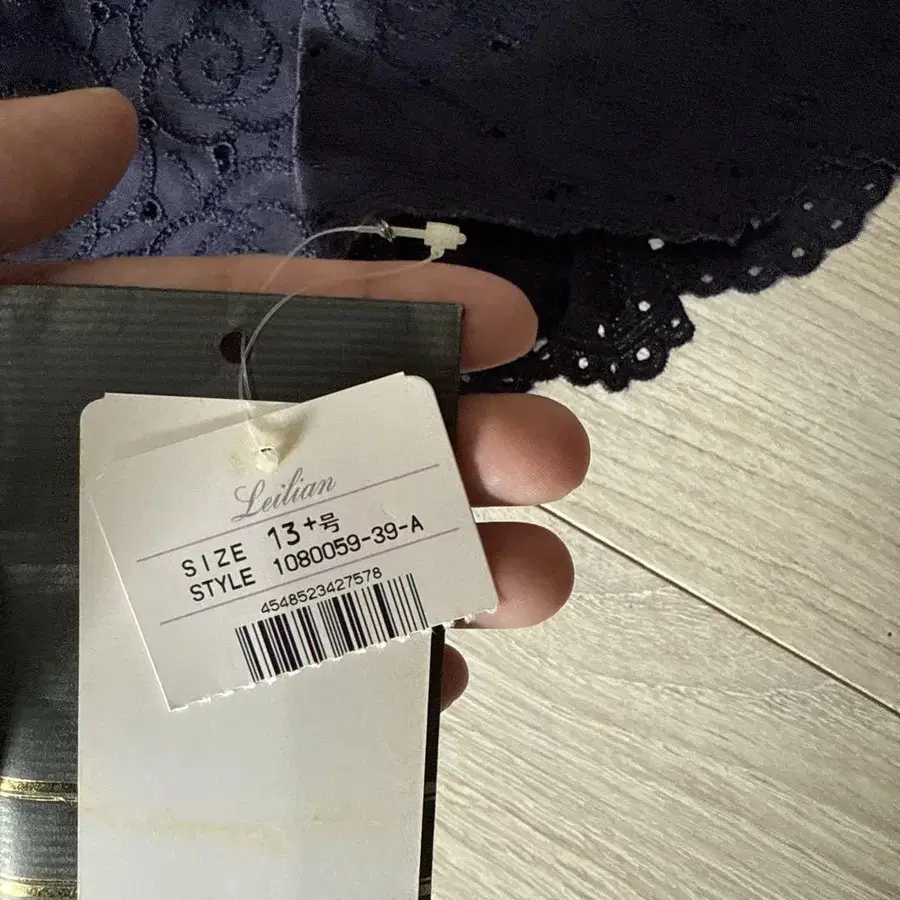 Leilian
SIZE 13+号
STYLE 1080059-39-A
4548523427578